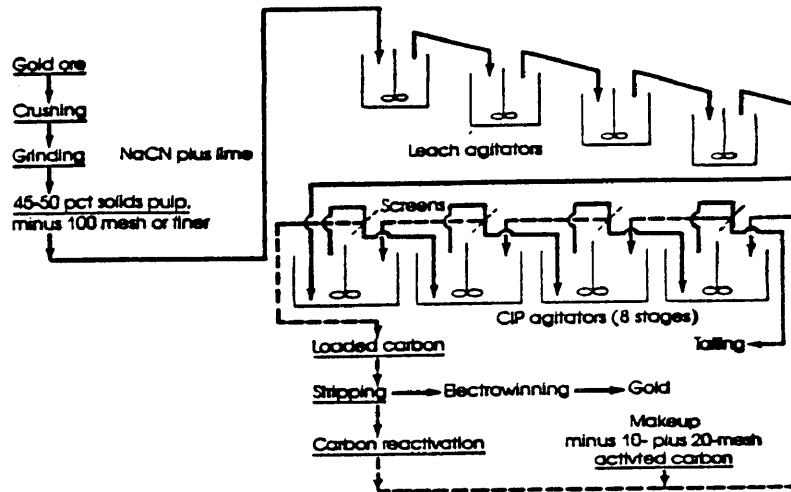 Gold ore
Crushing
Grinding
NaCN plus lime
45-50 pct solids pulp,
minus 100 mesh or finer
Leach agitators
Screens
CIP agitators (8 stages)
Tailing
Loaded carbon
Stripping
Electrowinning
Gold
Carbon reactivation
Makeup
minus 10- plus 20-mesh
activted carbon